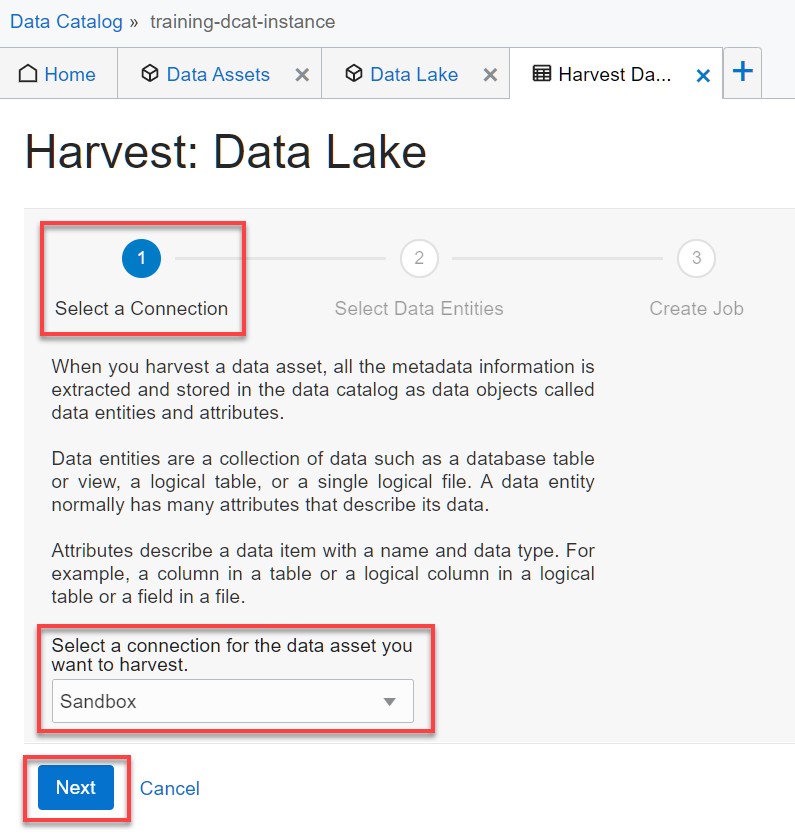 Data Catalog » training-dcat-instance
Home Data Assets Data Lake Harvest Da...
Harvest: Data Lake
1 2 3
Select a Connection Select Data Entities Create Job
When you harvest a data asset, all the metadata information is
extracted and stored in the data catalog as data objects called
data entities and attributes.
Data entities are a collection of data such as a database table
or view, a logical table, or a single logical file. A data entity
normally has many attributes that describe its data.
Attributes describe a data item with a name and data type. For
example, a column in a table or a logical column in a logical
table or a field in a file.
Select a connection for the data asset you
want to harvest.
Sandbox
Next Cancel